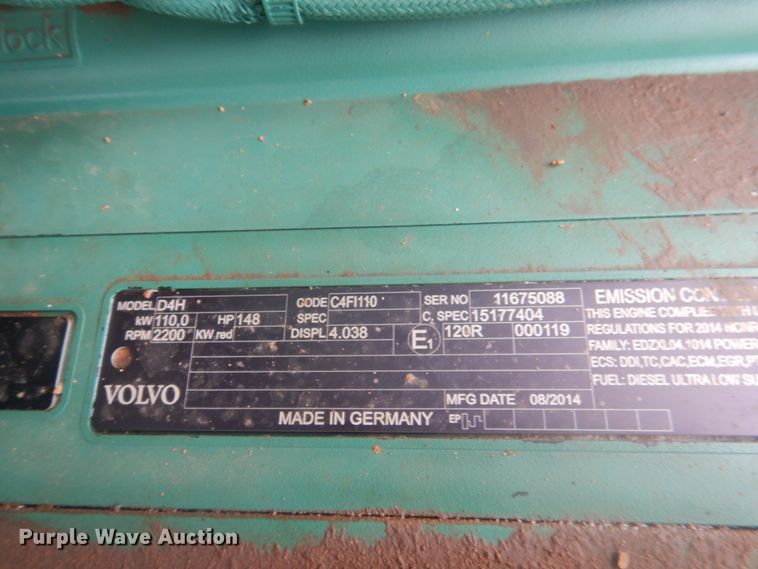 lock
MODEL D4H
CODE C4FI110
SER NO 11675088
kW 110,0 HP 148
SPEC
C. SPEC 15177404
RPM 2200 KW red
DISPL 4.038
E1
120R 000119
VOLVO
MFG DATE 08/2014
MADE IN GERMANY
EP
EMISSION
THIS ENGINE COMPLIES
REGULATIONS FOR 2014
FAMILY: EDZXL04.1014 POWER
ECS: DDI,TC,CAC,ECM,EGR,
FUEL: DIESEL ULTRA LOW
Purple Wave Auction